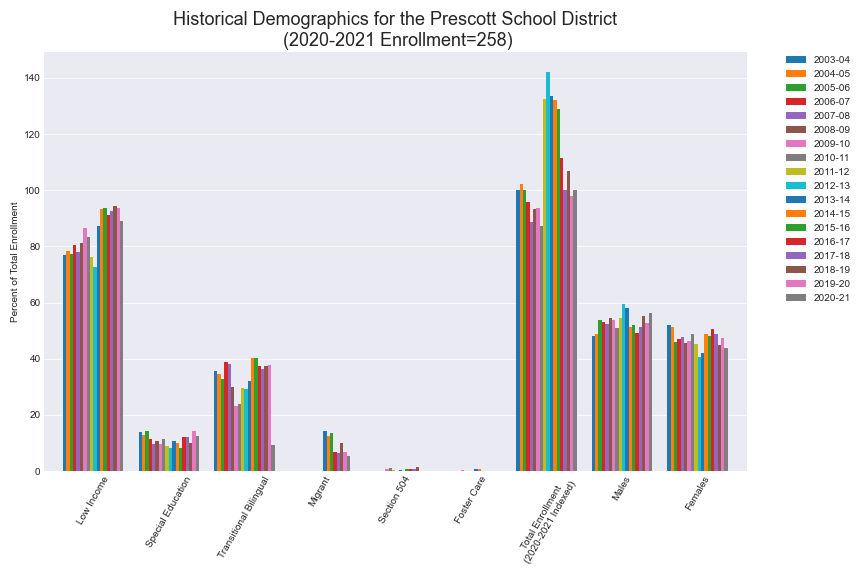 Historical Demographics for the Prescott School District
(2020-2021 Enrollment=258)
Percent of Total Enrollment
140
120
100
80
60
40
20
0
Low Income
Special Education
Transitional Bilingual
Migrant
Section 504
Foster Care
Total Enrollment
(2020-2021 Indexed)
Males
Females
2003-04
2004-05
2005-06
2006-07
2007-08
2008-09
2009-10
2010-11
2011-12
2012-13
2013-14
2014-15
2015-16
2016-17
2017-18
2018-19
2019-20
2020-21